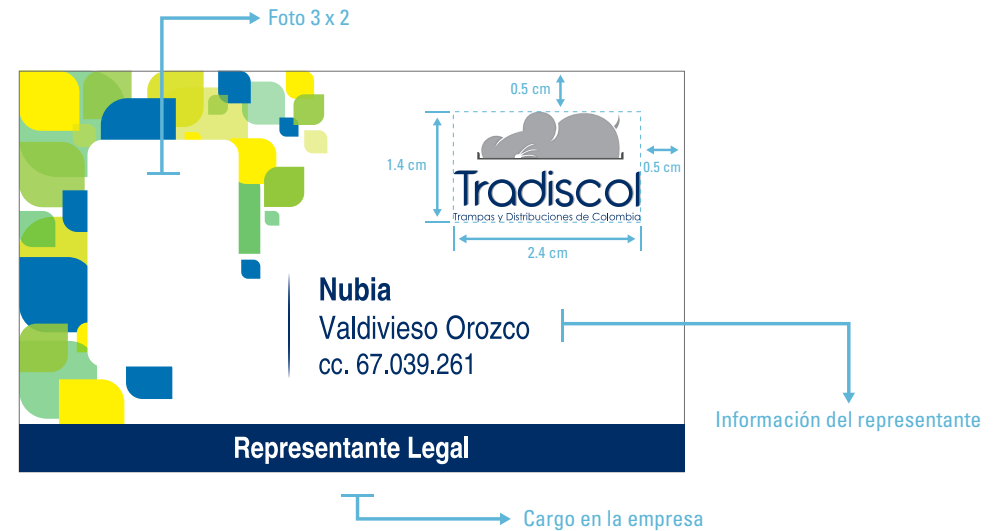 Foto 3 x 2
0.5 cm
1.4 cm
0.5 cm
Tradiscol
Trampas y Distribuciones de Colombia
2.4 cm
Nubia
Valdivieso Orozco
cc. 67.039.261
Información del representante
Representante Legal
Cargo en la empresa